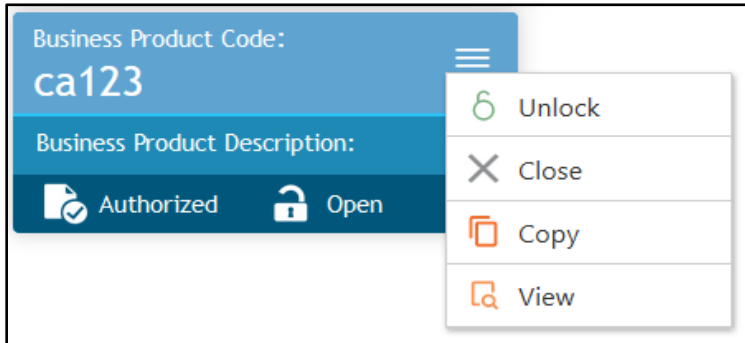 Business Product Code:
ca123
Business Product Description:
Authorized
Open
Unlock
Close
Copy
View